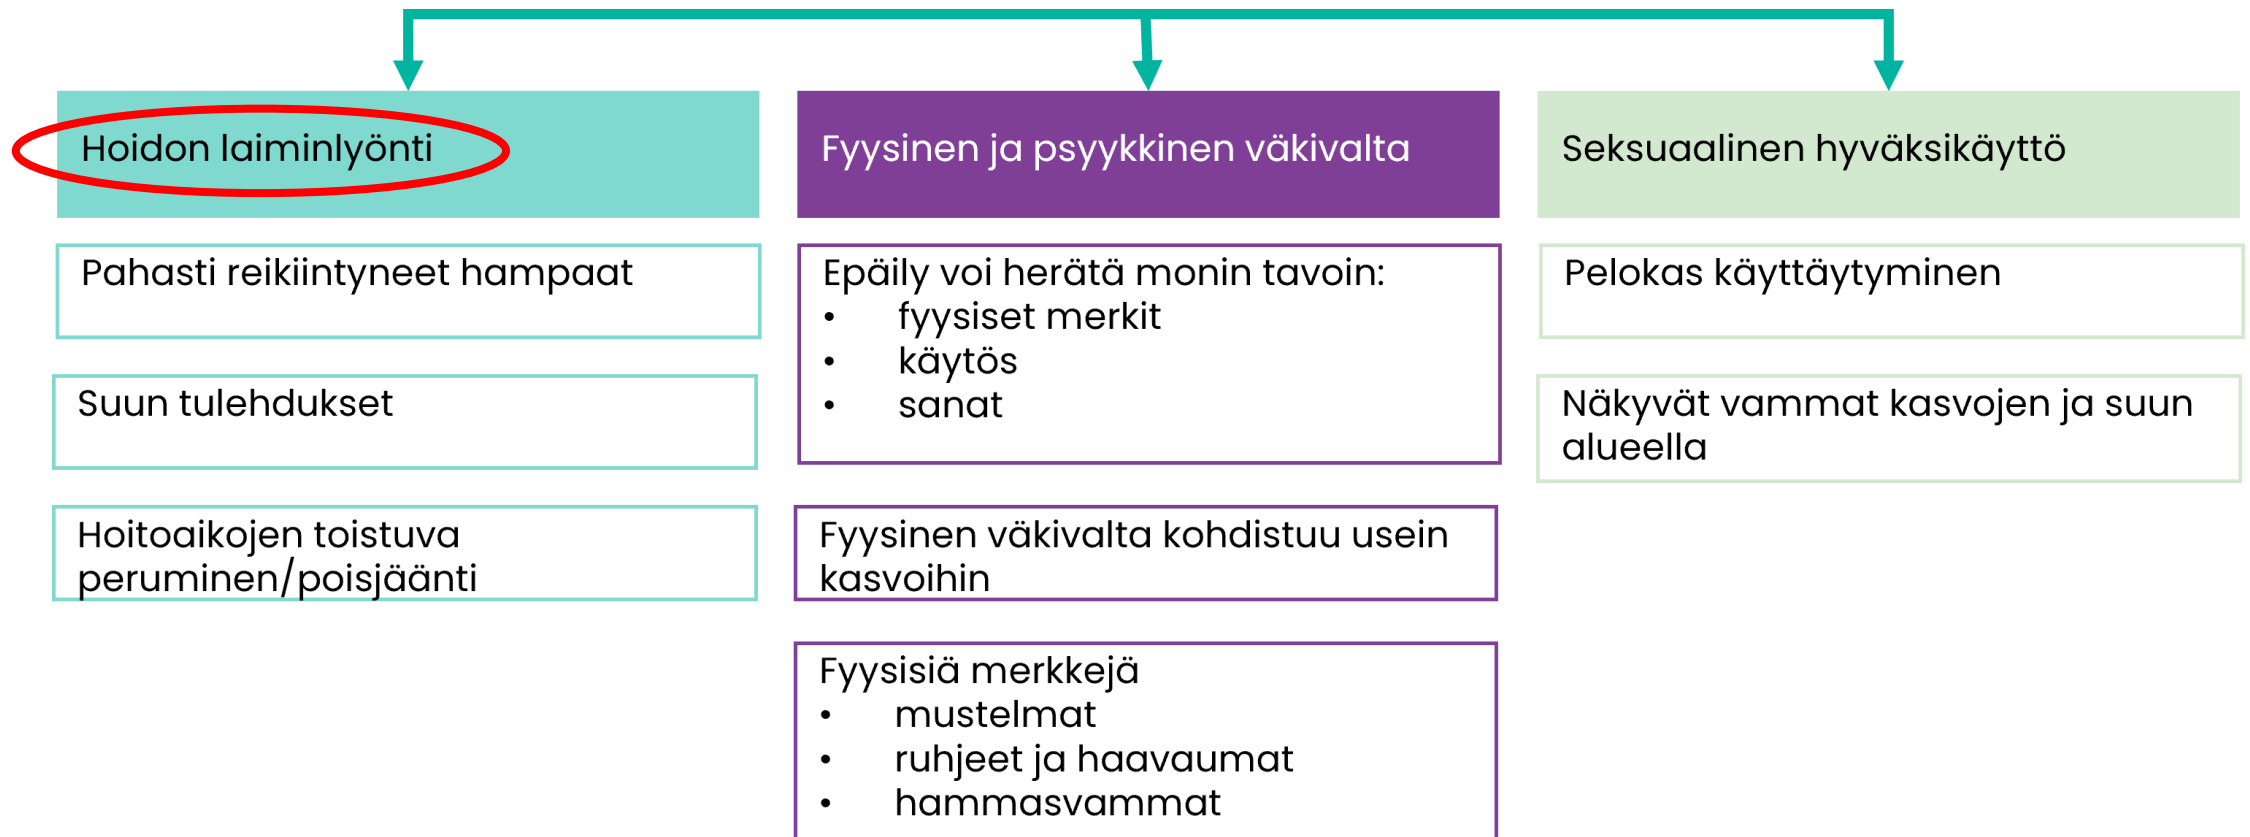 Hoidon laiminlyönti
Pahasti reikiintyneet hampaat
Suun tulehdukset
Hoitoaikojen toistuva
peruminen/poisjäänti
Fyysinen ja psyykkinen väkivalta
Epäily voi herätä monin tavoin:
• fyysiset merkit
• käytös
• sanat
Fyysinen väkivalta kohdistuu usein
kasvoihin
Fyysisiä merkkejä
• mustelmat
• ruhjeet ja haavaumat
• hammasvammat
Seksuaalinen hyväksikäyttö
Pelokas käyttäytyminen
Näkyvät vammat kasvojen ja suun
alueella